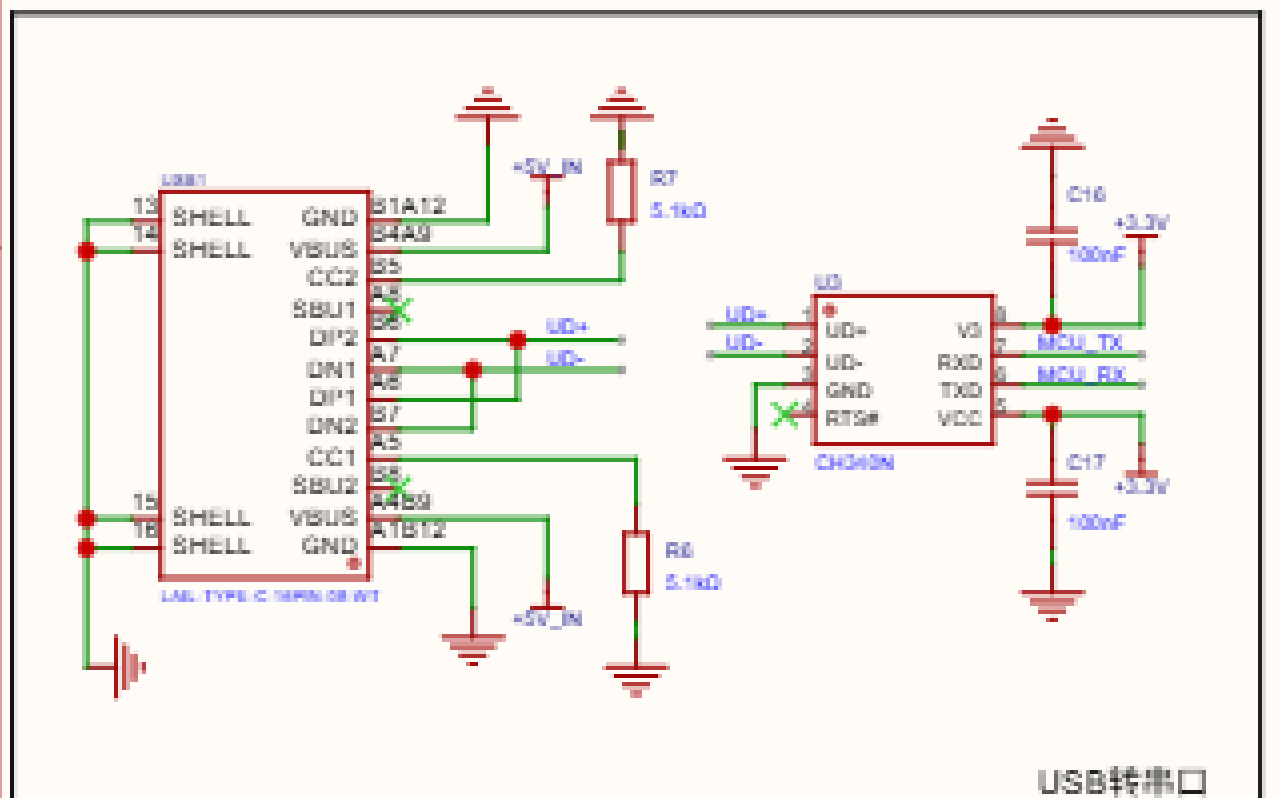 USB1
13
SHELL
GND
B1A12
14
SHELL
VBUS
B4A9
CC2
B5
SBU1
A8
DP2
B6
DN1
A7
DP1
A6
DN2
B7
CC1
A5
SBU2
B8
15
SHELL
VBUS
A4B9
16
SHELL
GND
A1B12
+5V_IN
R7
5.1kΩ
UD+
UD-
R6
5.1kΩ
+5V_IN
C16
100nF
+3.3V
U3
UD+
1
UD+
V3
8
UD-
2
UD-
RXD
7
MCU_TX
3
GND
TXD
6
MCU_RX
4
RTS#
VCC
5
CH340N
C17
100nF
+3.3V
USB转串口